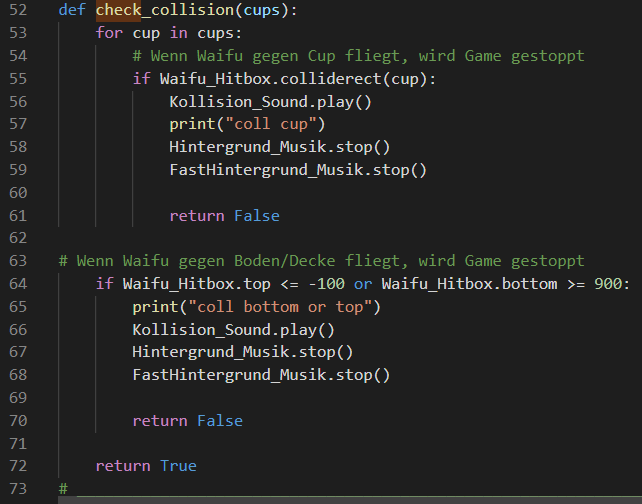 52 def check_collision(cups):
53     for cup in cups:
54         # Wenn Waifu gegen Cup fliegt, wird Game gestoppt
55         if Waifu_Hitbox.colliderect(cup):
56             Kollision_Sound.play()
57             print("coll cup")
58             Hintergrund_Musik.stop()
59             FastHintergrund_Musik.stop()
60
61             return False
62
63 # Wenn Waifu gegen Boden/Decke fliegt, wird Game gestoppt
64     if Waifu_Hitbox.top <= -100 or Waifu_Hitbox.bottom >= 900:
65         print("coll bottom or top")
66         Kollision_Sound.play()
67         Hintergrund_Musik.stop()
68         FastHintergrund_Musik.stop()
69
70         return False
71
72     return True
73 # ______________________________________________